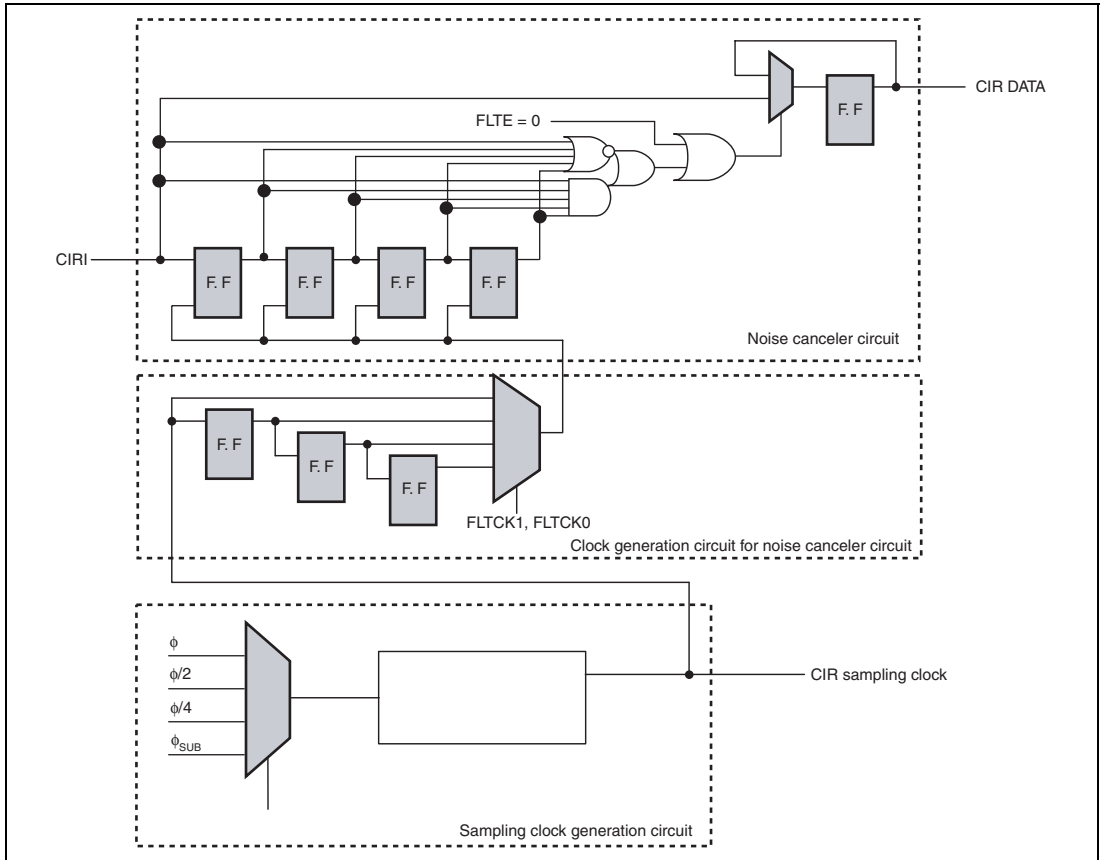 CIR DATA
F. F
FLTE = 0
CIRI
F. F
F. F
F. F
F. F
Noise canceler circuit
F. F
F. F
F. F
FLTCK1, FLTCK0
Clock generation circuit for noise canceler circuit
ϕ
ϕ/2
ϕ/4
ϕSUB
CIR sampling clock
Sampling clock generation circuit